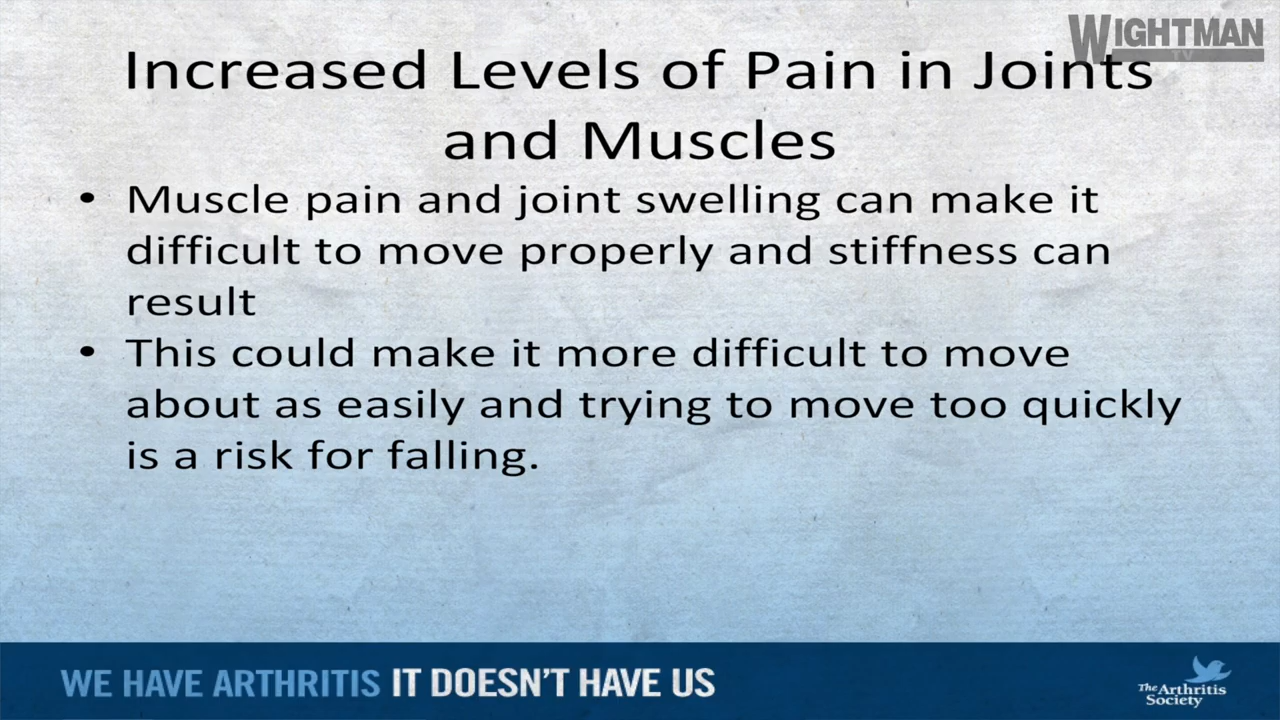 WIGHTMAN
TV
Increased Levels of Pain in Joints
and Muscles
• Muscle pain and joint swelling can make it
difficult to move properly and stiffness can
result
• This could make it more difficult to move
about as easily and trying to move too quickly
is a risk for falling.
WE HAVE ARTHRITIS IT DOESN'T HAVE US
The Arthritis
Society